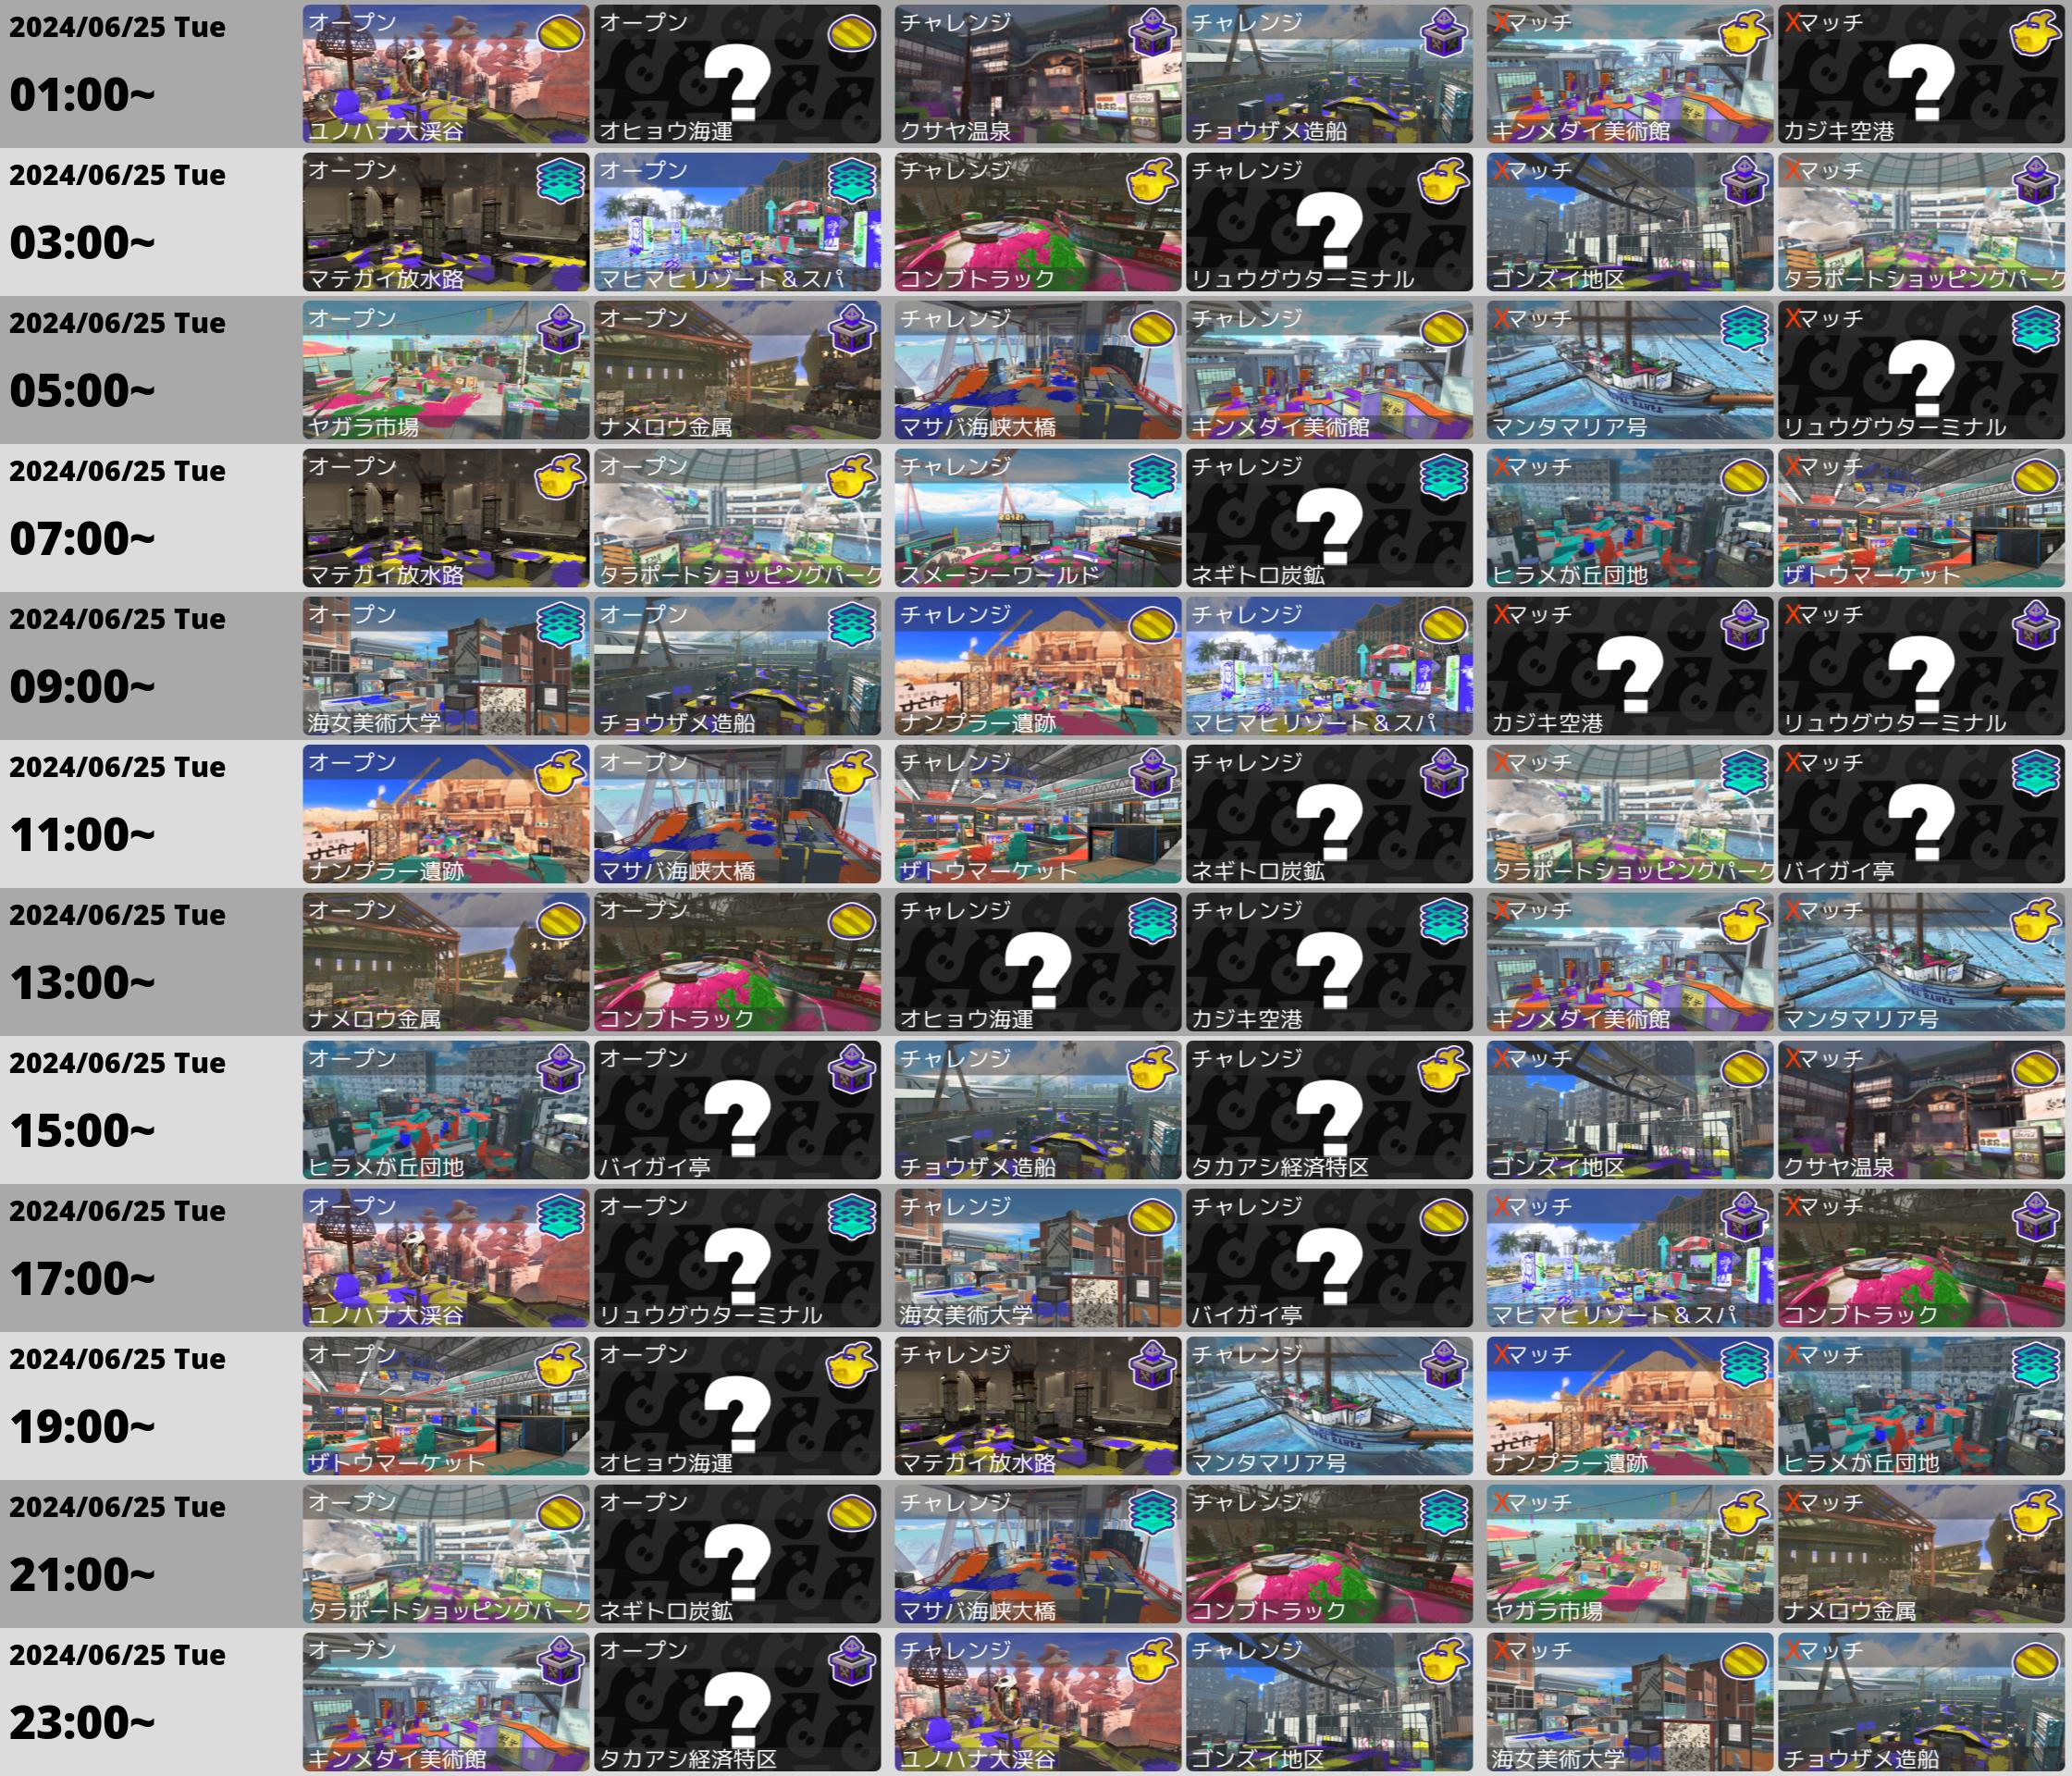 2024/06/25 Tue
01:00~
オープン オープン チャレンジ チャレンジ Xマッチ Xマッチ
ユノハナ大渓谷 オヒョウ海運 クサヤ温泉 チョウザメ造船 キンメダイ美術館 カジキ空港
2024/06/25 Tue
03:00~
オープン オープン チャレンジ チャレンジ Xマッチ Xマッチ
マテガイ放水路 マヒマヒリゾート＆スパ コンブトラック リュウグウターミナル ゴンズイ地区 タラポートショッピングパーク
2024/06/25 Tue
05:00~
オープン オープン チャレンジ チャレンジ Xマッチ Xマッチ
ヤガラ市場 ナメロウ金属 マサバ海峡大橋 キンメダイ美術館 マンタマリア号 リュウグウターミナル
2024/06/25 Tue
07:00~
オープン オープン チャレンジ チャレンジ Xマッチ Xマッチ
マテガイ放水路 タラポートショッピングパーク スメーシーワールド ネギトロ炭鉱 ヒラメが丘団地 ザトウマーケット
2024/06/25 Tue
09:00~
オープン オープン チャレンジ チャレンジ Xマッチ Xマッチ
海女美術大学 チョウザメ造船 ナンプラー遺跡 マヒマヒリゾート＆スパ カジキ空港 リュウグウターミナル
2024/06/25 Tue
11:00~
オープン オープン チャレンジ チャレンジ Xマッチ Xマッチ
ナンプラー遺跡 マサバ海峡大橋 ザトウマーケット ネギトロ炭鉱 タラポートショッピングパーク バイガイ亭
2024/06/25 Tue
13:00~
オープン オープン チャレンジ チャレンジ Xマッチ Xマッチ
ナメロウ金属 コンブトラック オヒョウ海運 カジキ空港 キンメダイ美術館 マンタマリア号
2024/06/25 Tue
15:00~
オープン オープン チャレンジ チャレンジ Xマッチ Xマッチ
ヒラメが丘団地 バイガイ亭 チョウザメ造船 タカアシ経済特区 ゴンズイ地区 クサヤ温泉
2024/06/25 Tue
17:00~
オープン オープン チャレンジ チャレンジ Xマッチ Xマッチ
ユノハナ大渓谷 リュウグウターミナル 海女美術大学 バイガイ亭 マヒマヒリゾート＆スパ コンブトラック
2024/06/25 Tue
19:00~
オープン オープン チャレンジ チャレンジ Xマッチ Xマッチ
ザトウマーケット オヒョウ海運 マテガイ放水路 マンタマリア号 ナンプラー遺跡 ヒラメが丘団地
2024/06/25 Tue
21:00~
オープン オープン チャレンジ チャレンジ Xマッチ Xマッチ
タラポートショッピングパーク ネギトロ炭鉱 マサバ海峡大橋 コンブトラック ヤガラ市場 ナメロウ金属
2024/06/25 Tue
23:00~
オープン オープン チャレンジ チャレンジ Xマッチ Xマッチ
キンメダイ美術館 タカアシ経済特区 ユノハナ大渓谷 ゴンズイ地区 海女美術大学 チョウザメ造船